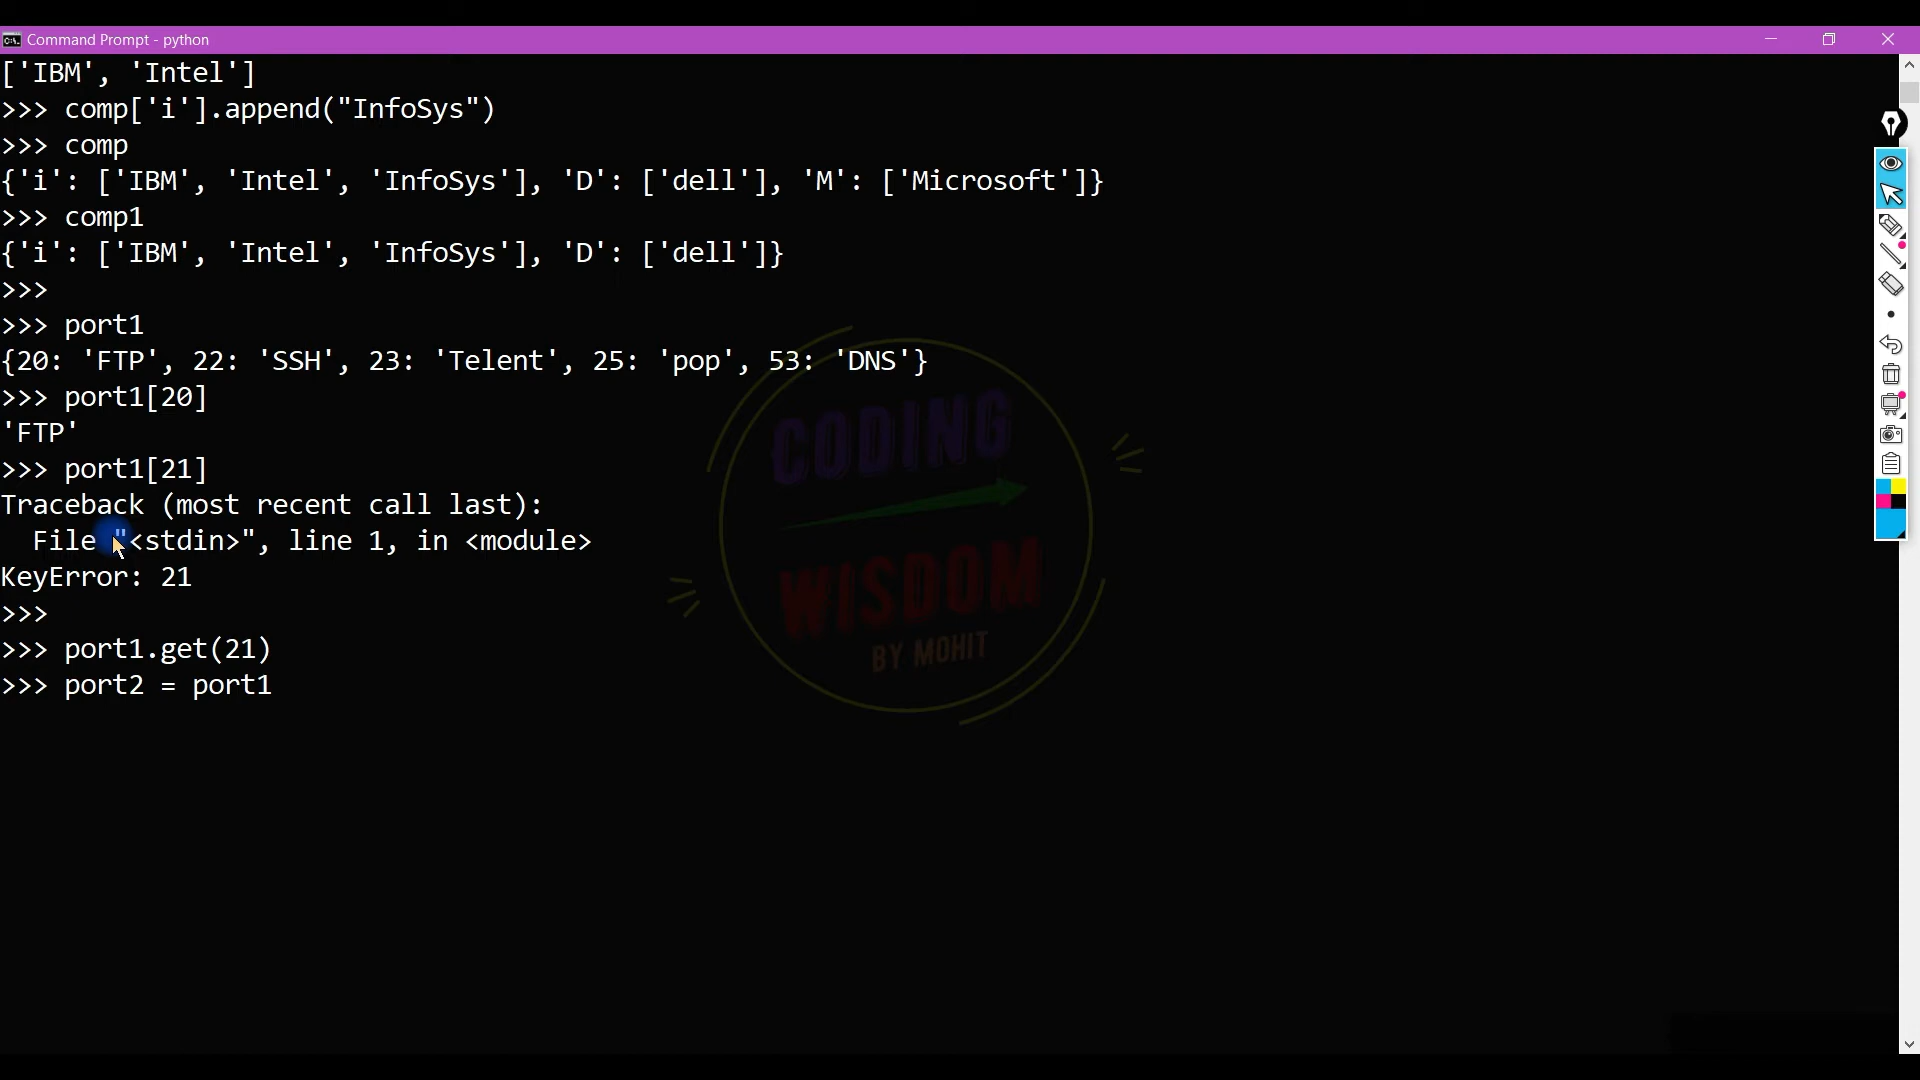 Command Prompt - python
['IBM', 'Intel']
>>> comp['i'].append("InfoSys")
>>> comp
{'i': ['IBM', 'Intel', 'InfoSys'], 'D': ['dell'], 'M': ['Microsoft']}
>>> comp1
{'i': ['IBM', 'Intel', 'InfoSys'], 'D': ['dell']}
>>>
>>> port1
{20: 'FTP', 22: 'SSH', 23: 'Telent', 25: 'pop', 53: 'DNS'}
>>> port1[20]
'FTP'
>>> port1[21]
Traceback (most recent call last):
  File "<stdin>", line 1, in <module>
KeyError: 21
>>>
>>> port1.get(21)
>>> port2 = port1
CODING
WISDOM
BY MOHIT